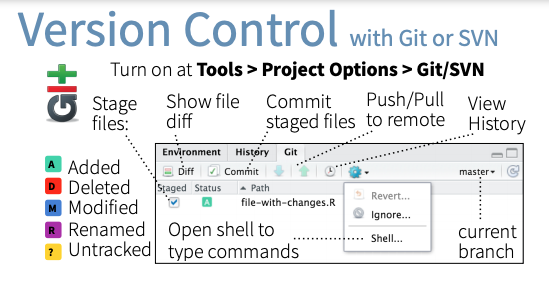 Version Control with Git or SVN
Turn on at Tools > Project Options > Git/SVN
git
Stage
files:
Show file
diff
Commit
staged files
Push/Pull
to remote
View
History
A Added
D Deleted
M Modified
R Renamed
? Untracked
Environment History Git
Diff Commit master
Staged Status Path
A file-with-changes.R
Revert...
Ignore...
Shell...
Open shell to
type commands
current
branch